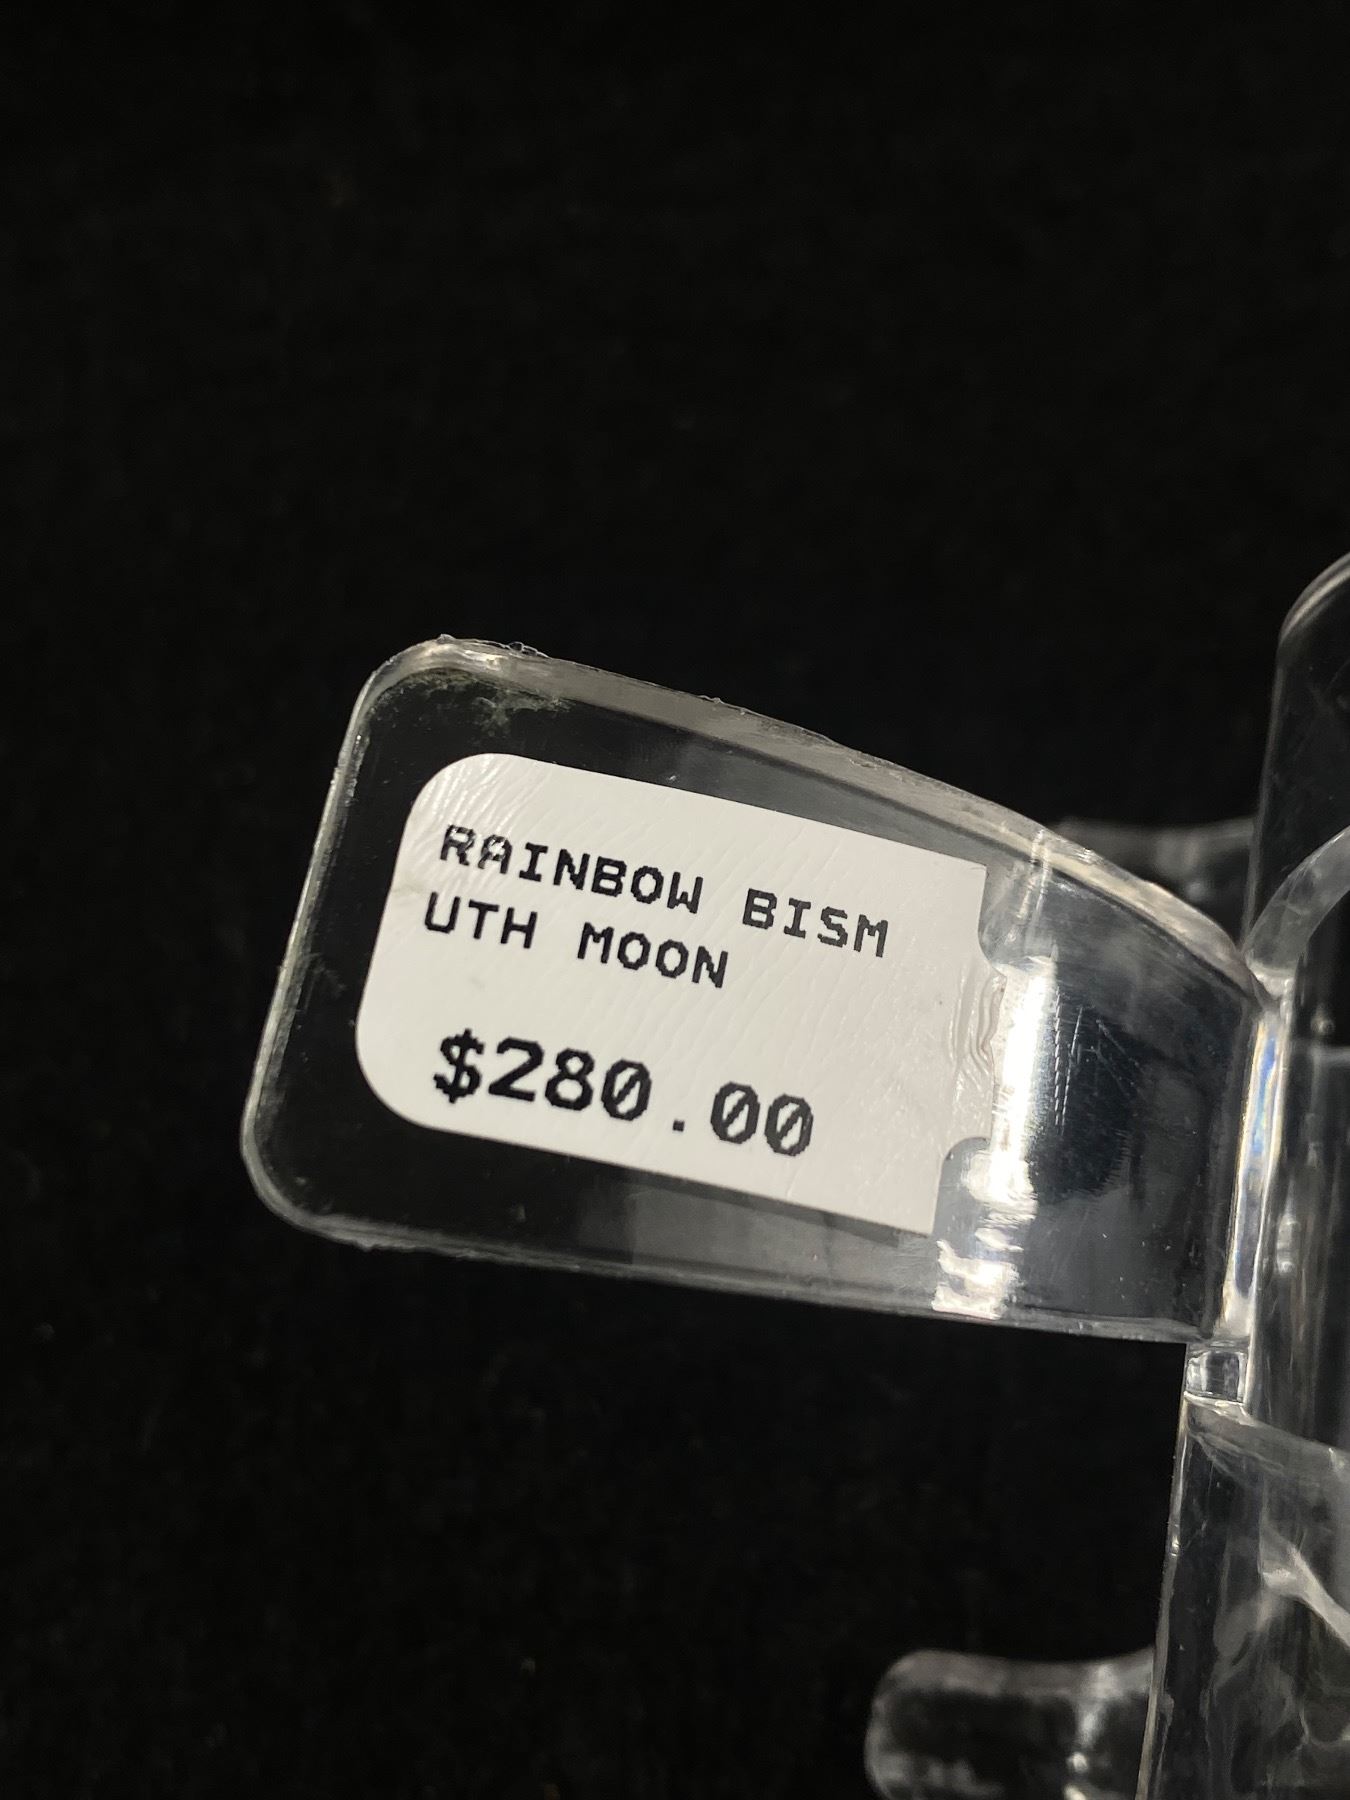 RAINBOW BISM
UTH MOON
$280.00